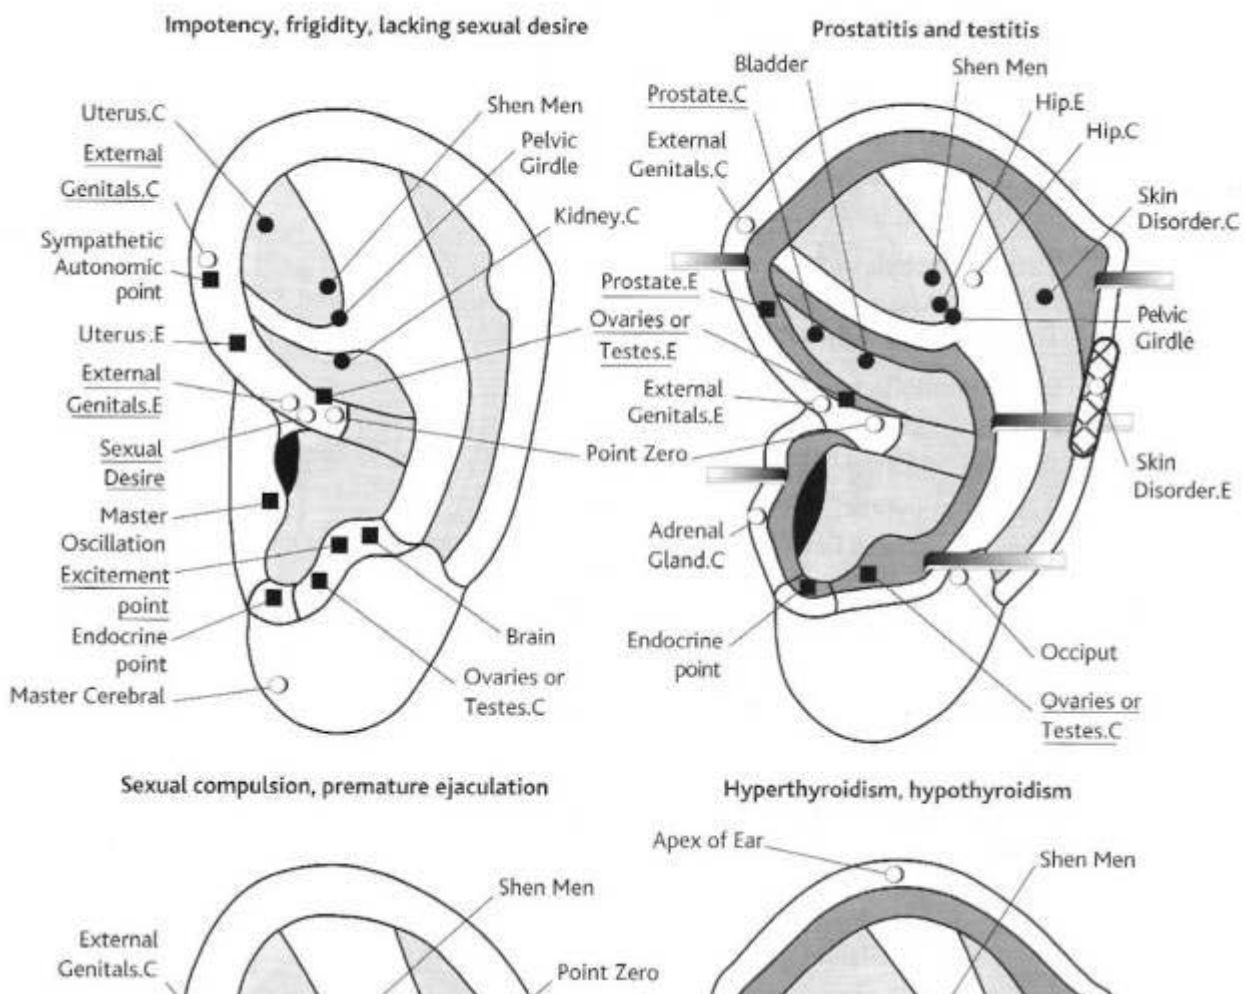 Impotency, frigidity, lacking sexual desire
Uterus.C
External
Genitals.C
Sympathetic
Autonomic
point
Uterus .E
External
Genitals.E
Sexual
Desire
Master
Oscillation
Excitement
point
Endocrine
point
Master Cerebral
Shen Men
Pelvic
Girdle
Kidney.C
Ovaries or
Testes.E
Point Zero
Brain
Ovaries or
Testes.C
Prostatitis and testitis
Bladder
Prostate.C
External
Genitals.C
Prostate.E
External
Genitals.E
Adrenal
Gland.C
Endocrine
point
Shen Men
Hip.E
Hip.C
Skin
Disorder.C
Pelvic
Girdle
Skin
Disorder.E
Occiput
Ovaries or
Testes.C
Sexual compulsion, premature ejaculation
Shen Men
External
Genitals.C
Point Zero
Hyperthyroidism, hypothyroidism
Apex of Ear
Shen Men